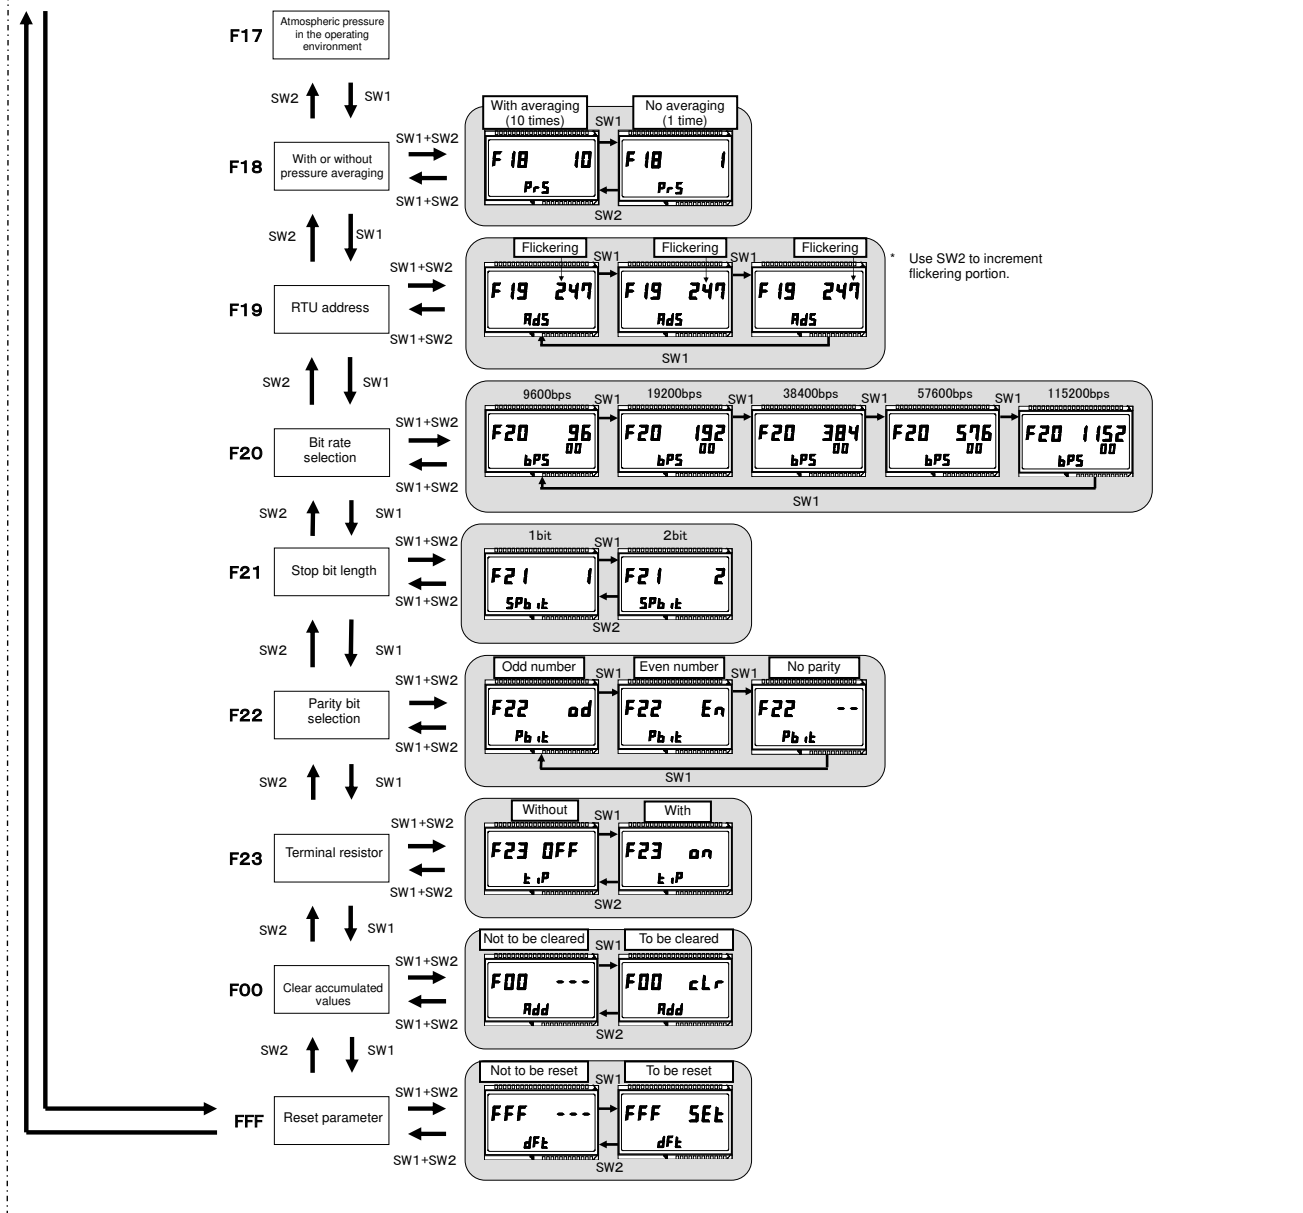 F17
Atmospheric pressure
in the operating
environment
SW2
SW1
F18
With or without
pressure averaging
SW1+SW2
SW1+SW2
With averaging
(10 times)
SW1
No averaging
(1 time)
F18 10
PrS
F18 1
PrS
SW2
SW2
SW1
F19
RTU address
SW1+SW2
SW1+SW2
Flickering
SW1
Flickering
SW1
Flickering
F19 247
AdS
F19 247
AdS
F19 247
AdS
SW1
* Use SW2 to increment
flickering portion.
SW2
SW1
F20
Bit rate
selection
SW1+SW2
SW1+SW2
9600bps
SW1
19200bps
SW1
38400bps
SW1
57600bps
SW1
115200bps
F20 96
00
bPS
F20 192
00
bPS
F20 384
00
bPS
F20 576
00
bPS
F20 1152
00
bPS
SW1
SW2
SW1
F21
Stop bit length
SW1+SW2
SW1+SW2
1bit
SW1
2bit
F21 1
SPbit
F21 2
SPbit
SW2
SW2
SW1
F22
Parity bit
selection
SW1+SW2
SW1+SW2
Odd number
SW1
Even number
SW1
No parity
F22 od
Pbit
F22 En
Pbit
F22 --
Pbit
SW1
SW2
SW1
F23
Terminal resistor
SW1+SW2
SW1+SW2
Without
SW1
With
F23 OFF
tiP
F23 on
tiP
SW2
SW2
SW1
F00
Clear accumulated
values
SW1+SW2
SW1+SW2
Not to be cleared
SW1
To be cleared
F00 ---
Add
F00 cLr
Add
SW2
SW2
SW1
FFF
Reset parameter
SW1+SW2
SW1+SW2
Not to be reset
SW1
To be reset
FFF ---
dFt
FFF SEt
dFt
SW2